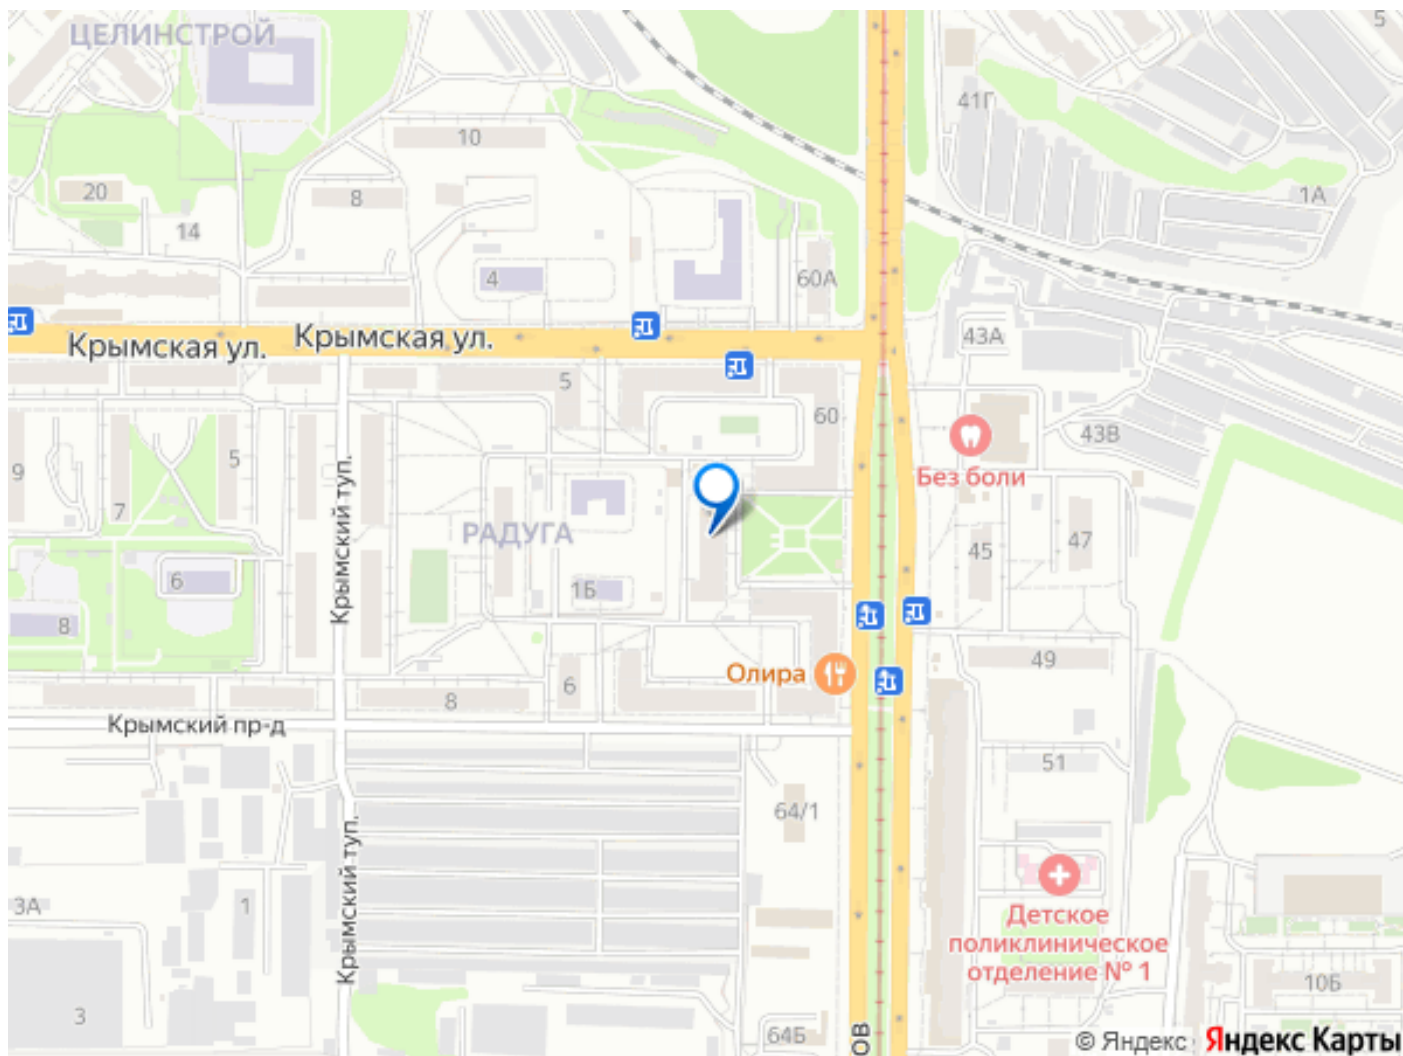 ЦЕЛИНСТРОЙ
5
41Г
10
20
8
1А
14
4
60А
Крымская ул.
Крымская ул.
43А
5
60
43В
9
5
7
Без боли
Крымский туп.
РАДУГА
45
47
6
1Б
8
49
Олира
6
8
Крымский пр-д
51
64/1
Крымский туп.
3А
1
Детское
поликлиническое
отделение № 1
10Б
3
64Б
ов
© Яндекс Яндекс Карты